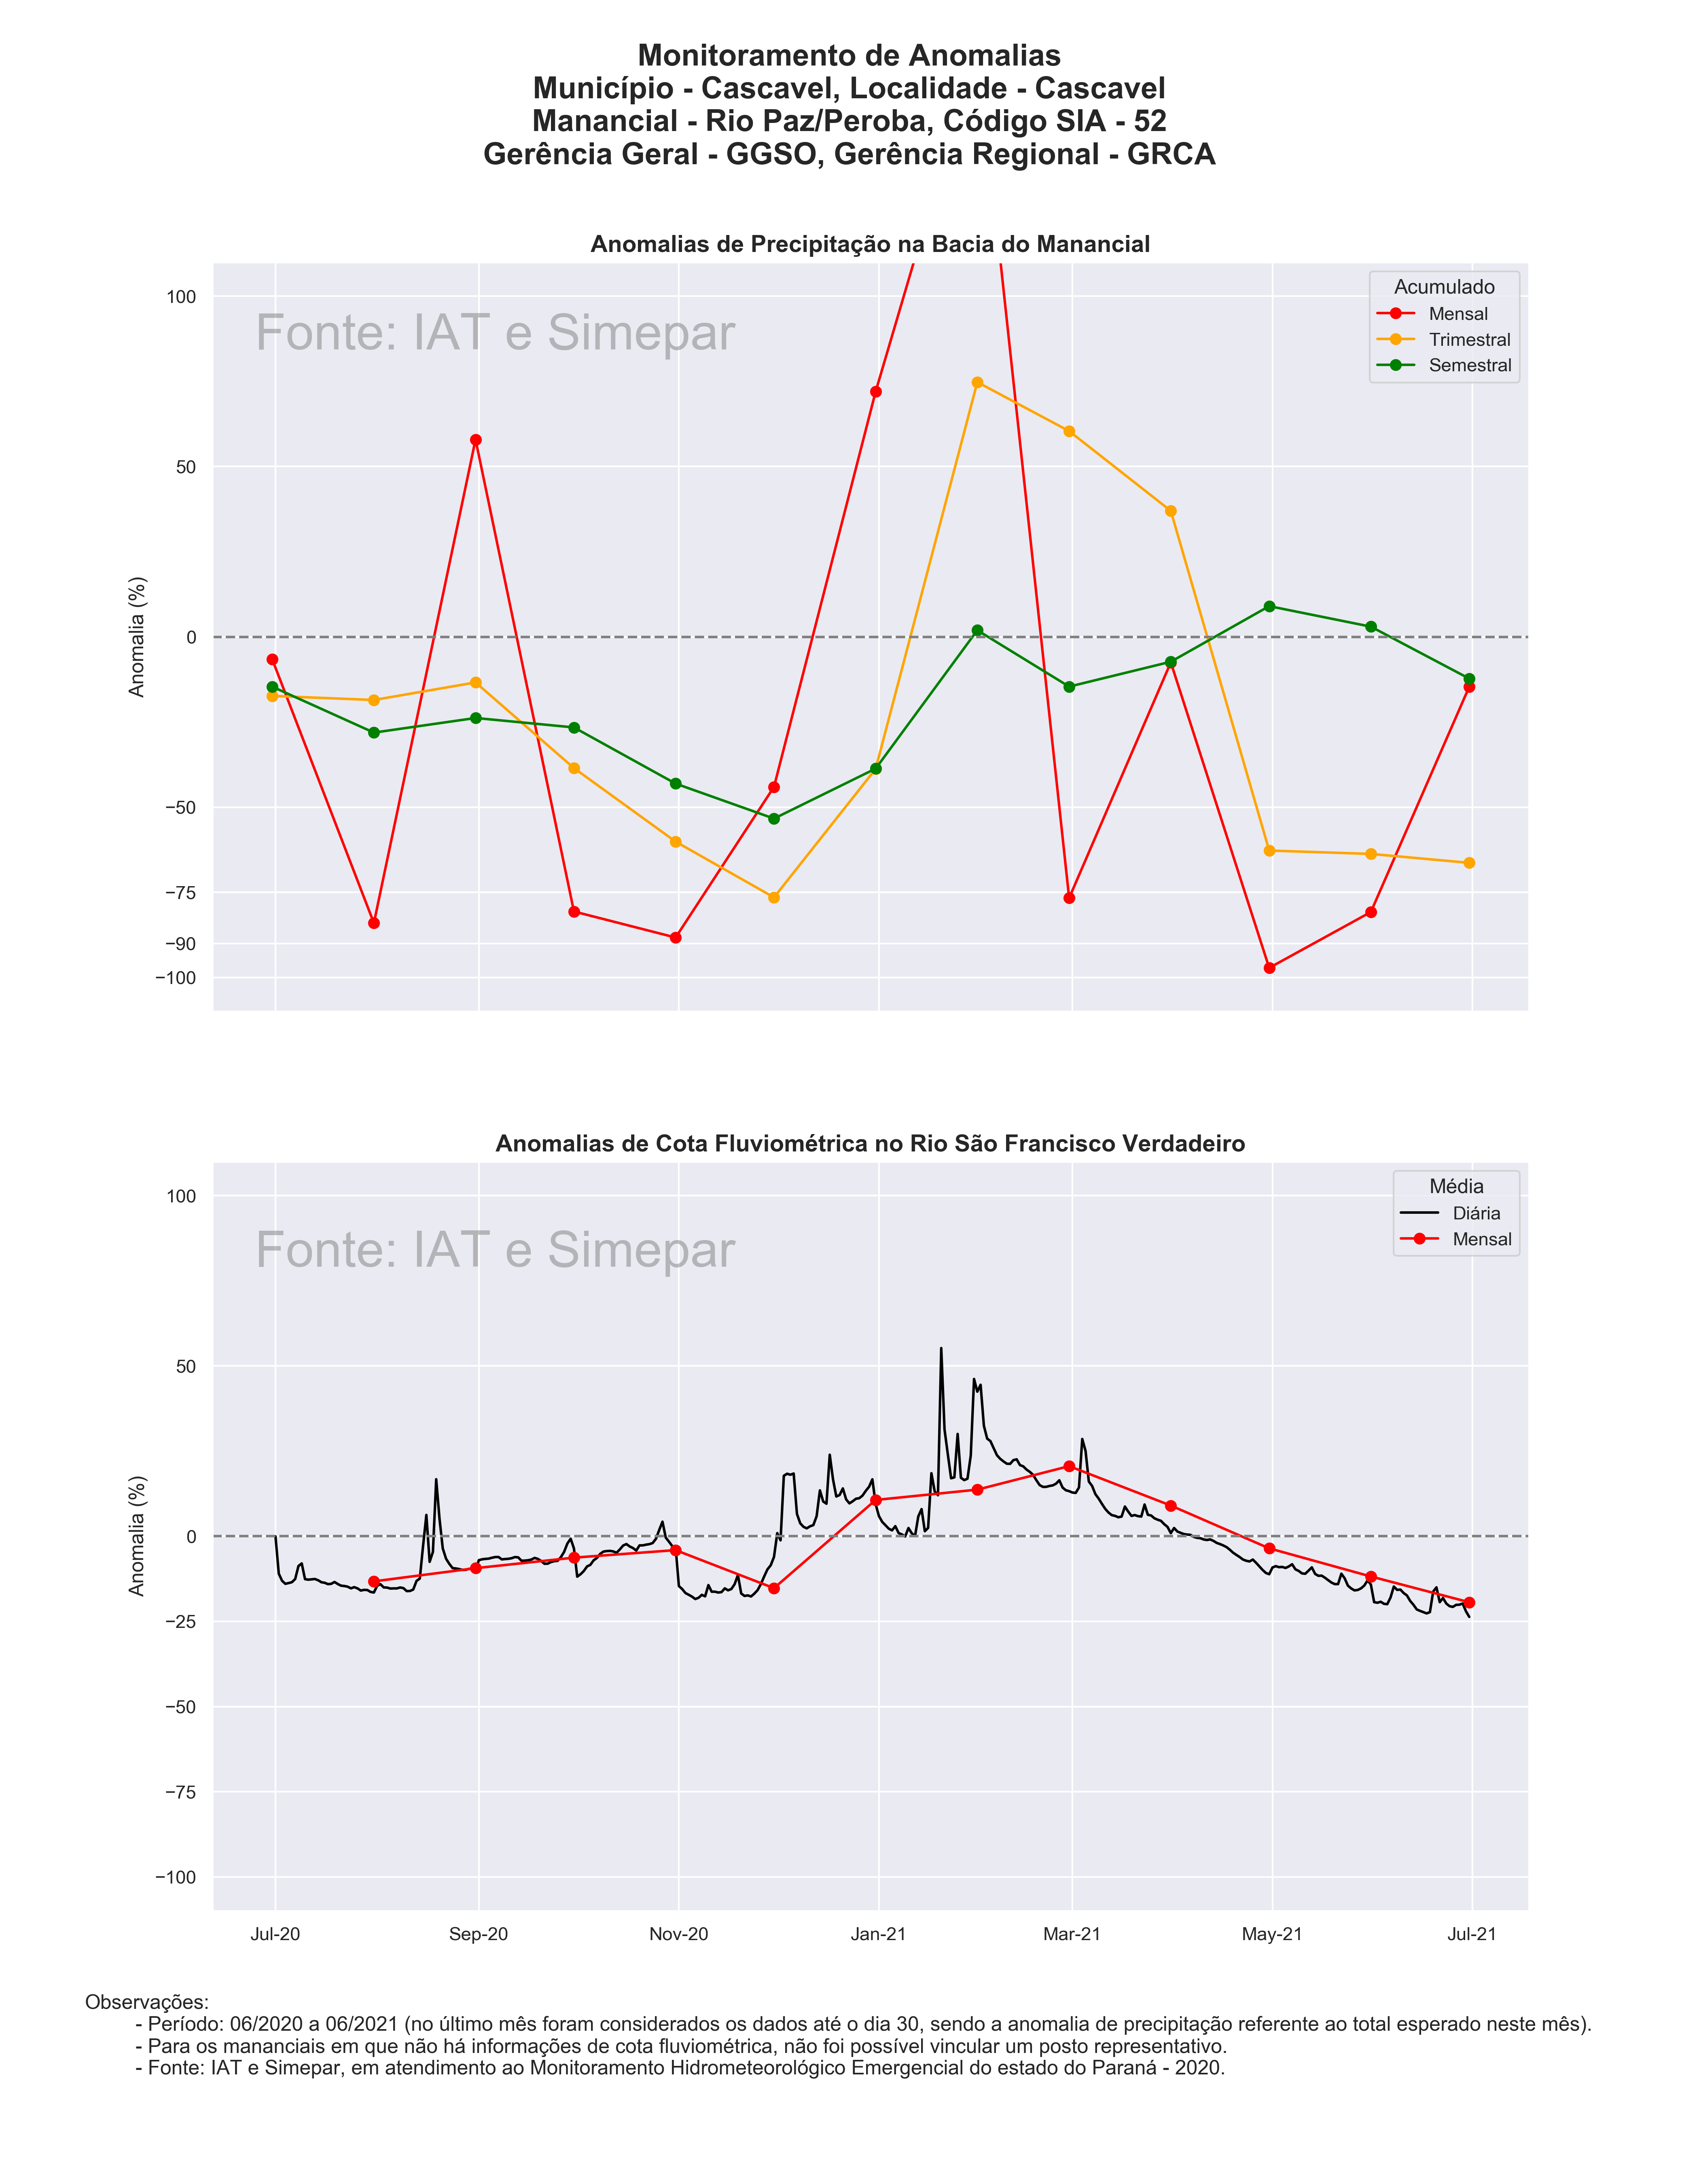 Monitoramento de Anomalias
Município - Cascavel, Localidade - Cascavel
Manancial - Rio Paz/Peroba, Código SIA - 52
Gerência Geral - GGSO, Gerência Regional - GRCA
Anomalias de Precipitação na Bacia do Manancial
Fonte: IAT e Simepar
Acumulado
Mensal
Trimestral
Semestral
Anomalia (%)
100
50
0
−50
−75
−90
−100
Anomalias de Cota Fluviométrica no Rio São Francisco Verdadeiro
Fonte: IAT e Simepar
Média
Diária
Mensal
Anomalia (%)
100
50
0
−25
−50
−75
−100
Jul-20 Sep-20 Nov-20 Jan-21 Mar-21 May-21 Jul-21
Observações:
- Período: 06/2020 a 06/2021 (no último mês foram considerados os dados até o dia 30, sendo a anomalia de precipitação referente ao total esperado neste mês).
- Para os mananciais em que não há informações de cota fluviométrica, não foi possível vincular um posto representativo.
- Fonte: IAT e Simepar, em atendimento ao Monitoramento Hidrometeorológico Emergencial do estado do Paraná - 2020.